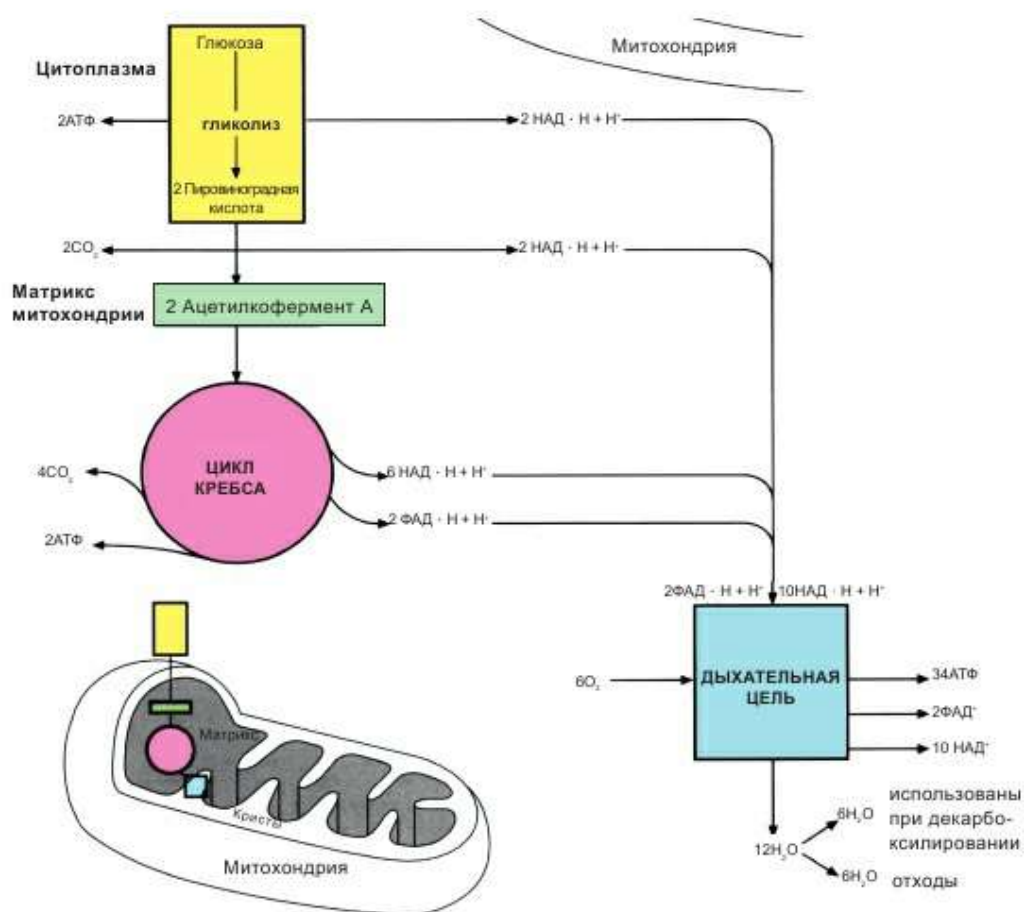 Глюкоза
Митохондрия
Цитоплазма
2АТФ
гликолиз
2 НАД · Н + Н⁺
2 Пировиноградная
кислота
2CO₂
2 НАД · Н + Н⁺
Матрикс
митохондрии
2 Ацетилкофермент А
ЦИКЛ
КРЕБСА
4CO₂
6 НАД · Н + Н⁺
2 ФАД · Н + Н⁺
2АТФ
2ФАД · Н + Н⁺
10НАД · Н + Н⁺
6O₂
ДЫХАТЕЛЬНАЯ
ЦЕЛЬ
34АТФ
2ФАД⁺
10 НАД⁺
Матрикс
Кристы
Митохондрия
12H₂O
6H₂O
использованы
при декарбо-
ксилировании
6H₂O
отходы